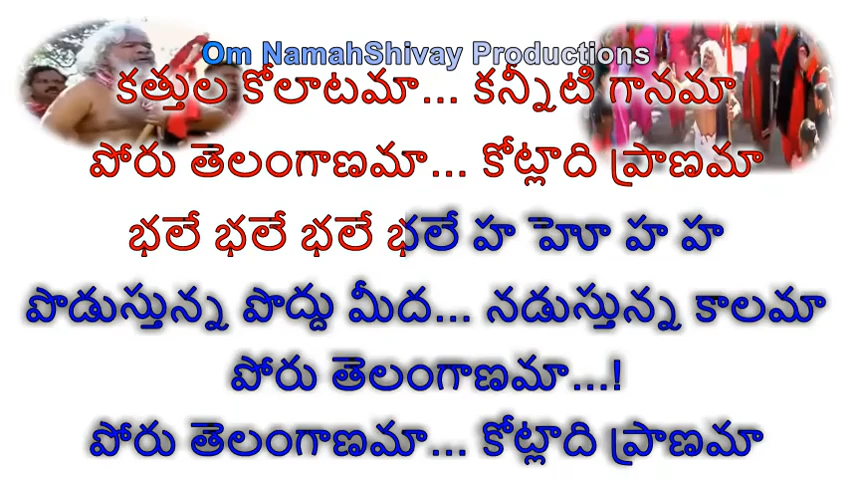 Om NamahShivay Productions
కత్తుల కోలాటమా... కన్నీటి గానమా
పోరు తెలంగాణమా... కోట్లాది ప్రాణమా
భలే భలే భలే భలే హ హెూ హ హ
పొడుస్తున్న పొద్దు మీద... నడుస్తున్న కాలమా
పోరు తెలంగాణమా...!
పోరు తెలంగాణమా... కోట్లాది ప్రాణమా